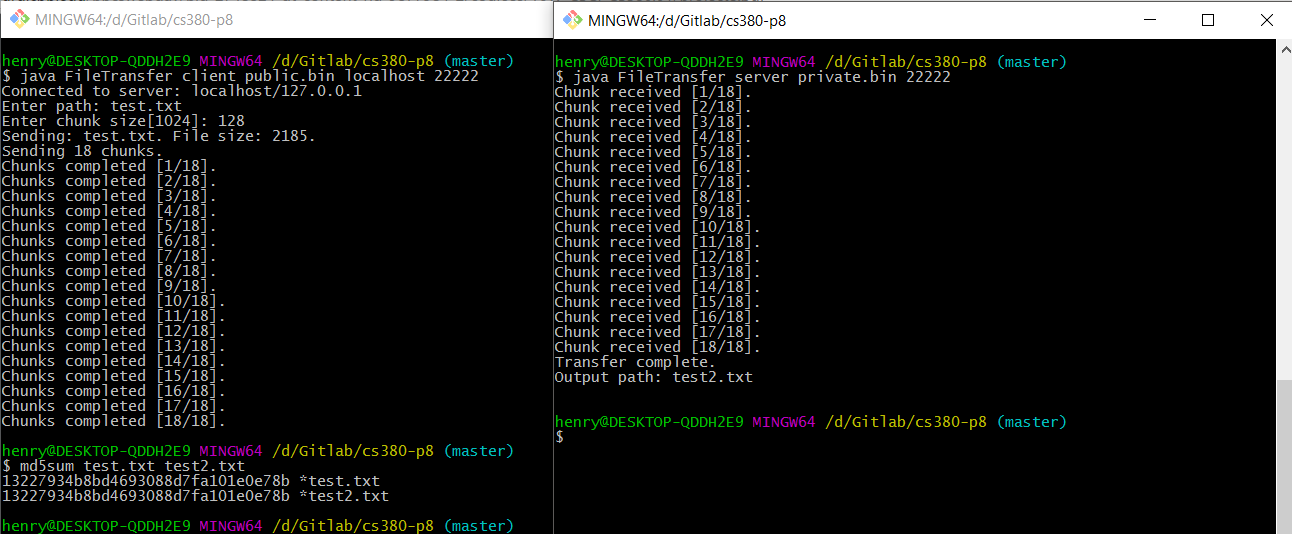 MINGW64:/d/Gitlab/cs380-p8
henry@DESKTOP-QDDH2E9 MINGW64 /d/Gitlab/cs380-p8 (master)
$ java FileTransfer client public.bin localhost 22222
Connected to server: localhost/127.0.0.1
Enter path: test.txt
Enter chunk size[1024]: 128
Sending: test.txt. File size: 2185.
Sending 18 chunks.
Chunks completed [1/18].
Chunks completed [2/18].
Chunks completed [3/18].
Chunks completed [4/18].
Chunks completed [5/18].
Chunks completed [6/18].
Chunks completed [7/18].
Chunks completed [8/18].
Chunks completed [9/18].
Chunks completed [10/18].
Chunks completed [11/18].
Chunks completed [12/18].
Chunks completed [13/18].
Chunks completed [14/18].
Chunks completed [15/18].
Chunks completed [16/18].
Chunks completed [17/18].
Chunks completed [18/18].
henry@DESKTOP-QDDH2E9 MINGW64 /d/Gitlab/cs380-p8 (master)
$ md5sum test.txt test2.txt
13227934b8bd4693088d7fa101e0e78b *test.txt
13227934b8bd4693088d7fa101e0e78b *test2.txt
henry@DESKTOP-QDDH2E9 MINGW64 /d/Gitlab/cs380-p8 (master)
MINGW64:/d/Gitlab/cs380-p8
henry@DESKTOP-QDDH2E9 MINGW64 /d/Gitlab/cs380-p8 (master)
$ java FileTransfer server private.bin 22222
Chunk received [1/18].
Chunk received [2/18].
Chunk received [3/18].
Chunk received [4/18].
Chunk received [5/18].
Chunk received [6/18].
Chunk received [7/18].
Chunk received [8/18].
Chunk received [9/18].
Chunk received [10/18].
Chunk received [11/18].
Chunk received [12/18].
Chunk received [13/18].
Chunk received [14/18].
Chunk received [15/18].
Chunk received [16/18].
Chunk received [17/18].
Chunk received [18/18].
Transfer complete.
Output path: test2.txt
henry@DESKTOP-QDDH2E9 MINGW64 /d/Gitlab/cs380-p8 (master)
$